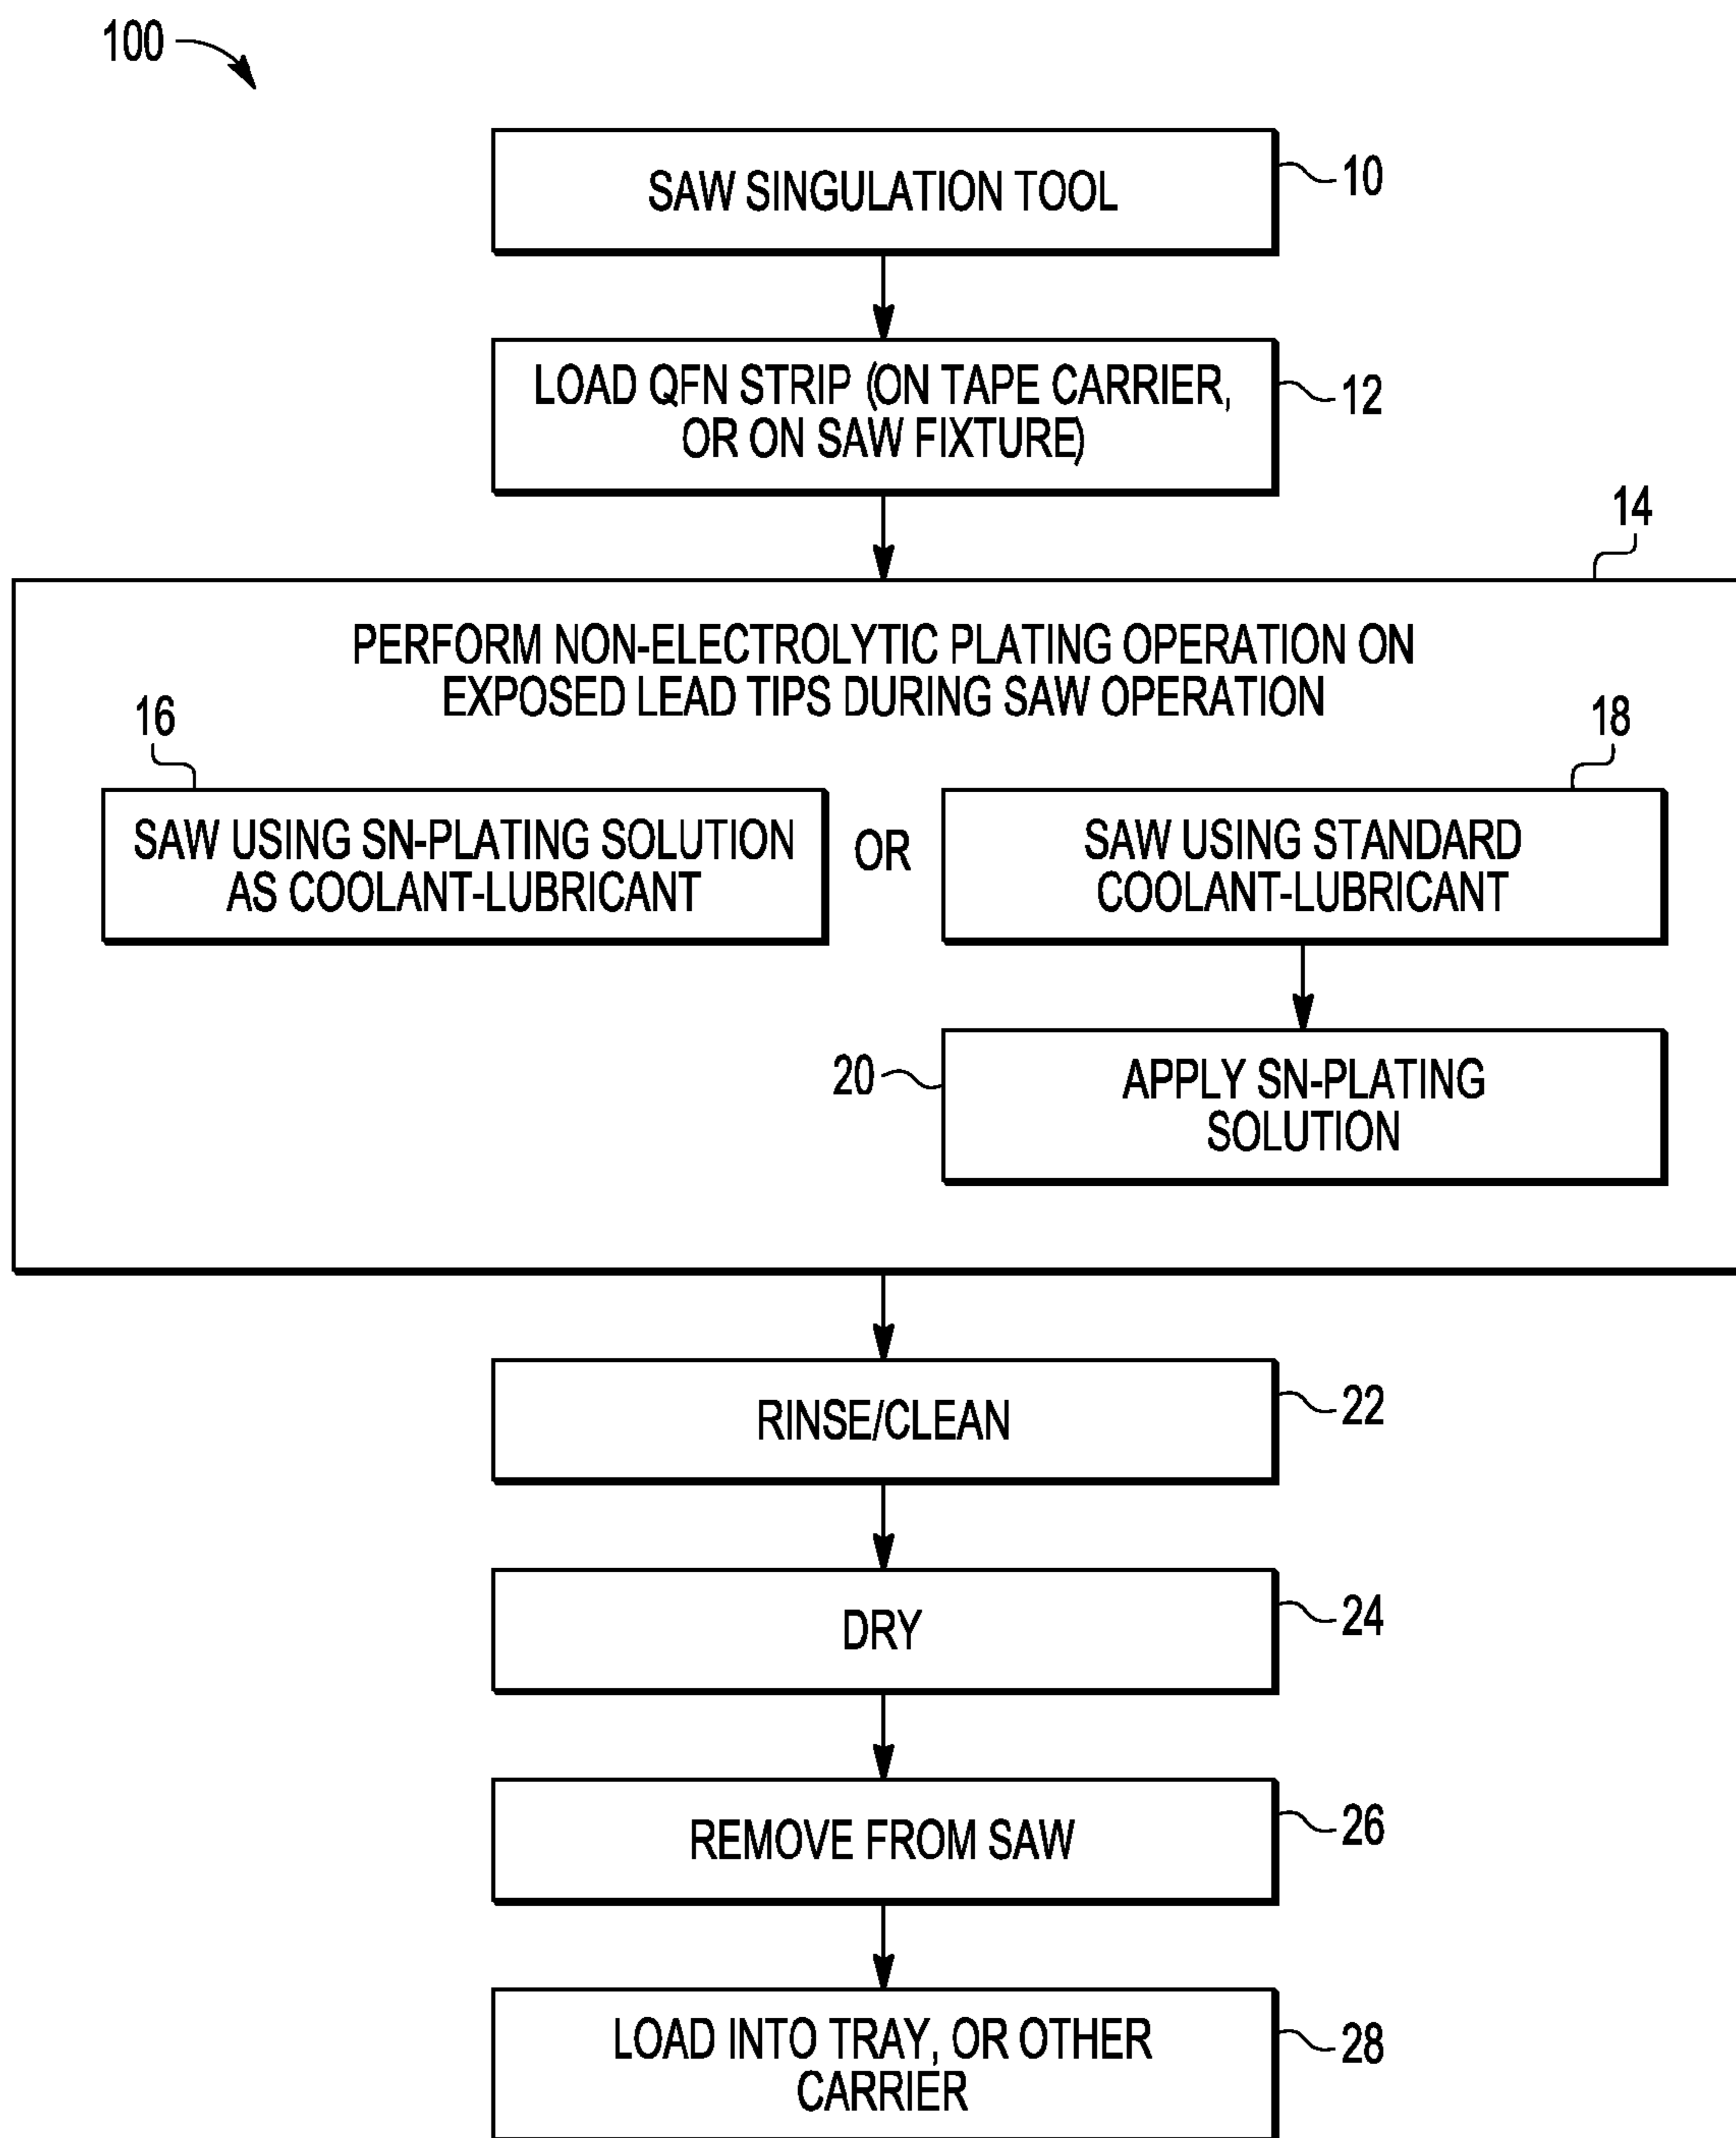 100
SAW SINGULATION TOOL
10
LOAD QFN STRIP (ON TAPE CARRIER,
OR ON SAW FIXTURE)
12
14
PERFORM NON-ELECTROLYTIC PLATING OPERATION ON
EXPOSED LEAD TIPS DURING SAW OPERATION
16
SAW USING SN-PLATING SOLUTION
AS COOLANT-LUBRICANT
OR
18
SAW USING STANDARD
COOLANT-LUBRICANT
20
APPLY SN-PLATING
SOLUTION
RINSE/CLEAN
22
DRY
24
REMOVE FROM SAW
26
LOAD INTO TRAY, OR OTHER
CARRIER
28